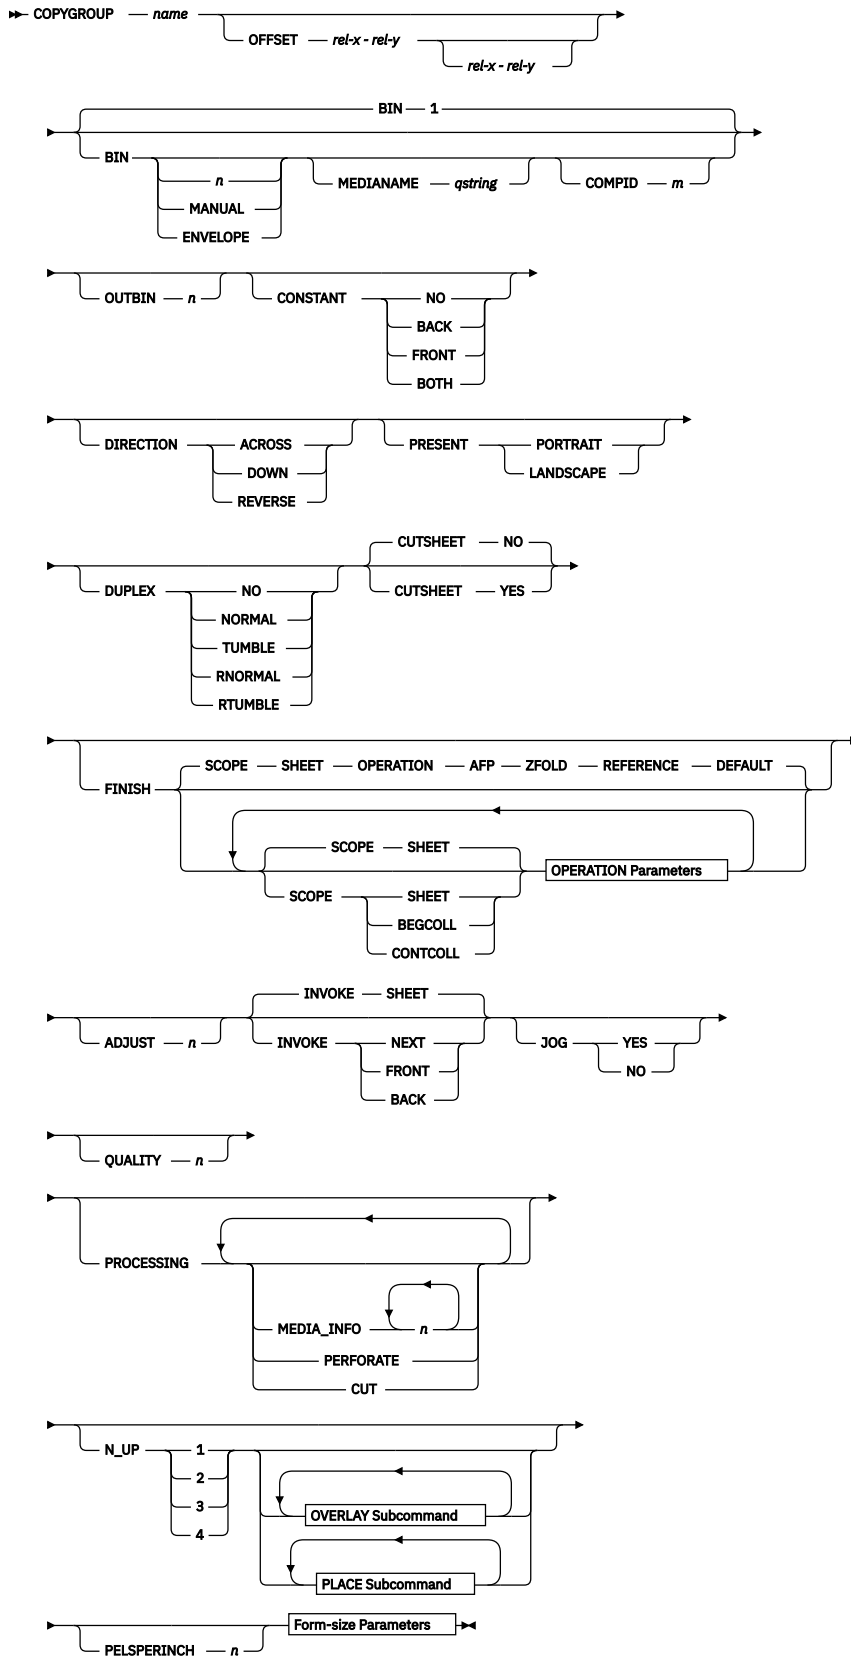 COPYGROUP name
OFFSET rel-x - rel-y
rel-x - rel-y
BIN 1
BIN
n
MEDIANAME qstring
COMPID m
MANUAL
ENVELOPE
OUTBIN n
CONSTANT NO
BACK
FRONT
BOTH
DIRECTION ACROSS
PRESENT PORTRAIT
DOWN
LANDSCAPE
REVERSE
CUTSHEET NO
DUPLEX NO
CUTSHEET YES
NORMAL
TUMBLE
RNORMAL
RTUMBLE
SCOPE SHEET OPERATION AFP ZFOLD REFERENCE DEFAULT
FINISH
SCOPE SHEET
OPERATION Parameters
SCOPE SHEET
BEGCOLL
CONTCOLL
INVOKE SHEET
ADJUST n
INVOKE NEXT
JOG YES
FRONT
NO
BACK
QUALITY n
PROCESSING
MEDIA_INFO n
PERFORATE
CUT
N_UP 1
2
3
4
OVERLAY Subcommand
PLACE Subcommand
Form-size Parameters
PELSPERINCH n